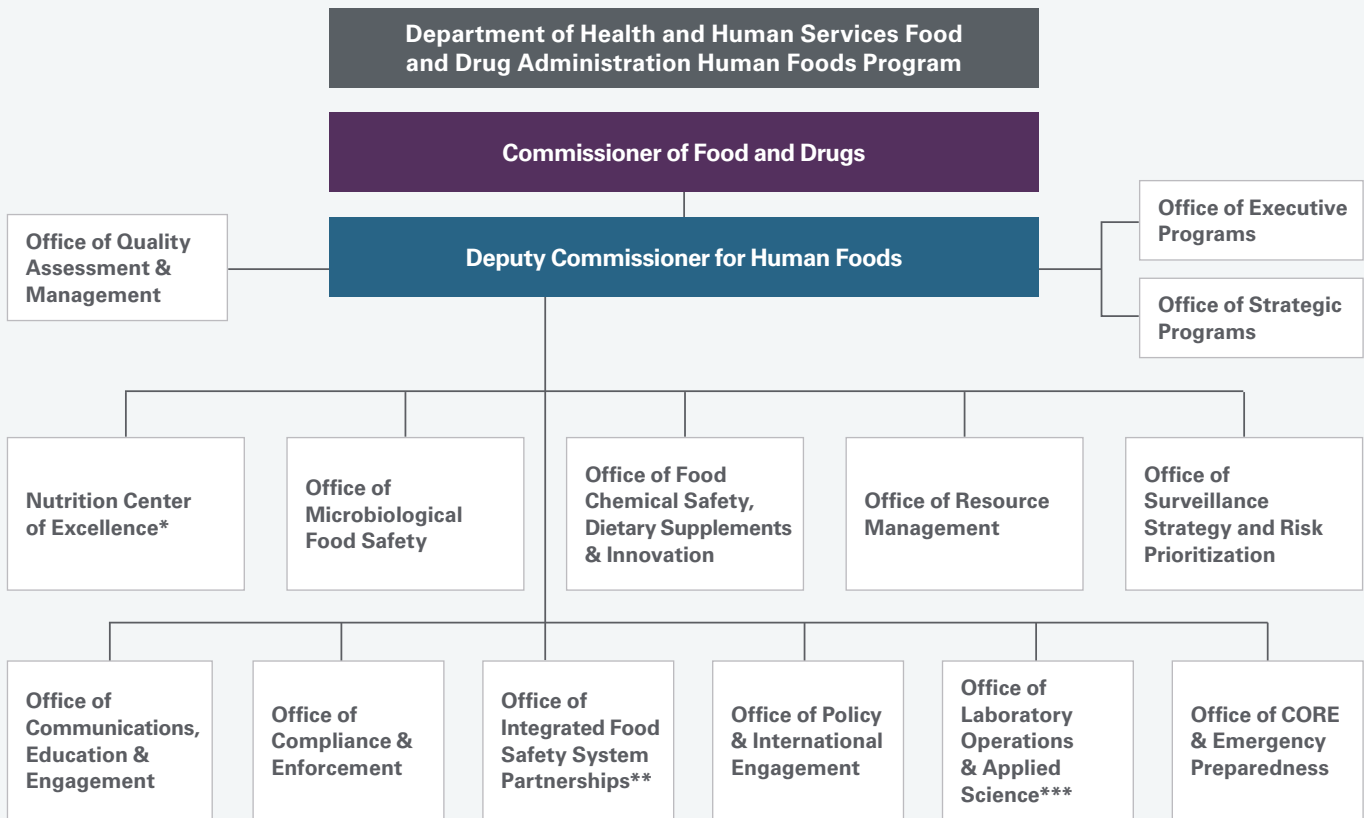 Department of Health and Human Services Food
and Drug Administration Human Foods Program
Commissioner of Food and Drugs
Office of Quality
Assessment &
Management
Deputy Commissioner for Human Foods
Office of Executive
Programs
Office of Strategic
Programs
Nutrition Center
of Excellence*
Office of
Microbiological
Food Safety
Office of Food
Chemical Safety,
Dietary Supplements
& Innovation
Office of Resource
Management
Office of
Surveillance
Strategy and Risk
Prioritization
Office of
Communications,
Education &
Engagement
Office of
Compliance &
Enforcement
Office of
Integrated Food
Safety System
Partnerships**
Office of Policy
& International
Engagement
Office of
Laboratory
Operations
& Applied
Science***
Office of CORE
& Emergency
Preparedness